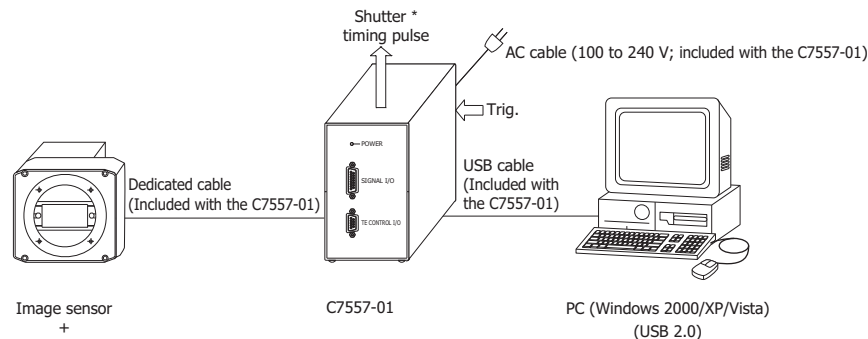 Shutter *
timing pulse
AC cable (100 to 240 V; included with the C7557-01)
Trig.
POWER
SIGNAL I/O
TE CONTROL I/O
Dedicated cable
(Included with the C7557-01)
USB cable
(Included with
the C7557-01)
Image sensor
+
C7557-01
PC (Windows 2000/XP/Vista)
(USB 2.0)